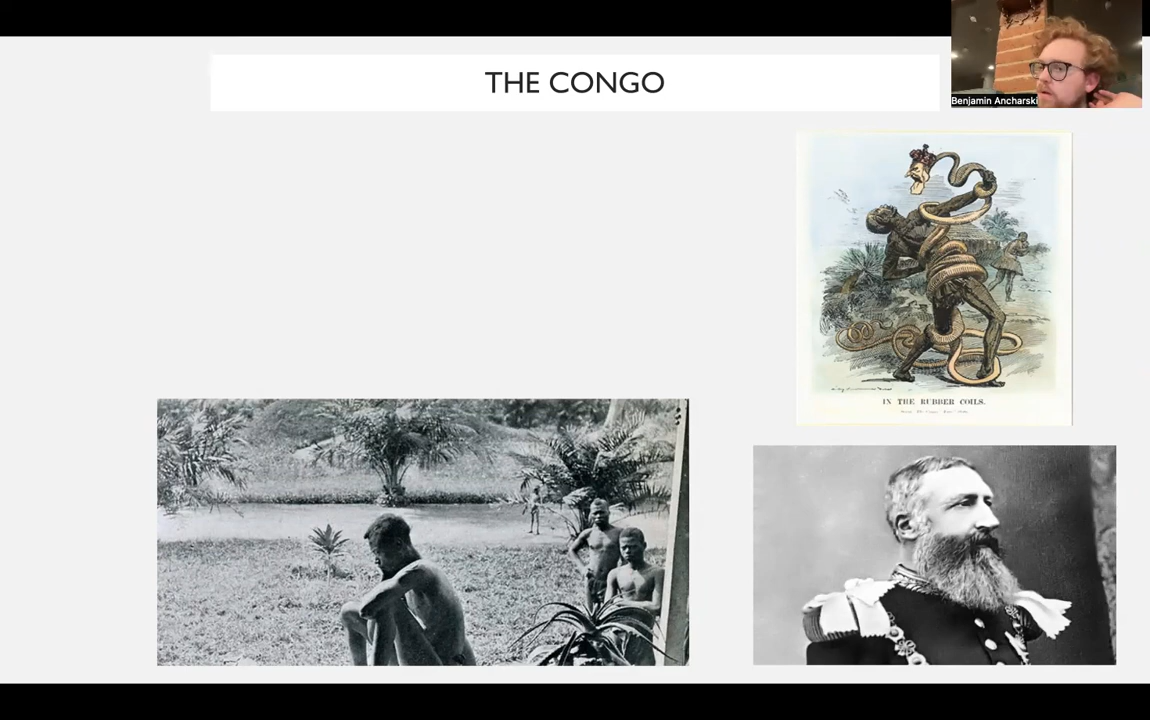 THE CONGO
Benjamin Ancharski
IN THE RUBBER COILS.